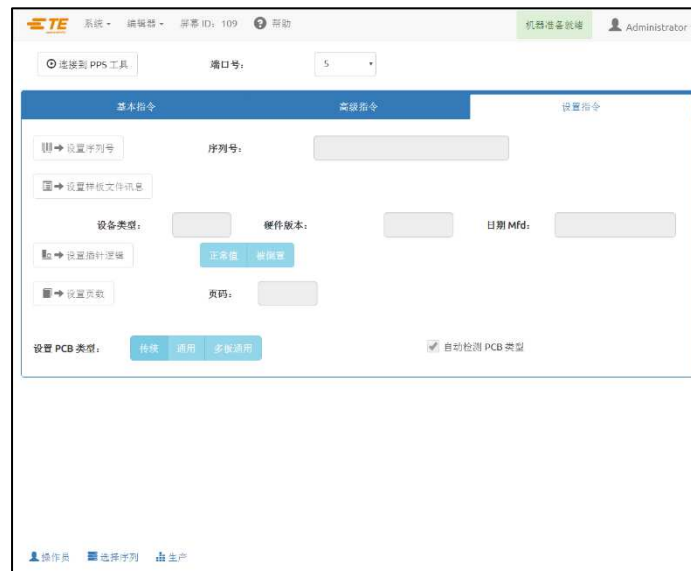 TE 系统 编辑器 屏幕 ID：109 帮助 机器准备就绪 Administrator
连接到 PPS 工具 端口号： 5
基本指令 高级指令 设置指令
设置序列号 序列号：
设置样板文件讯息
设备类型： 硬件版本： 日期 Mfd：
设置插针逻辑 正常值 被倒置
设置页数 页码：
设置 PCB 类型： 传统 通用 多板通用 自动检测 PCB 类型
操作员 选择序列 生产